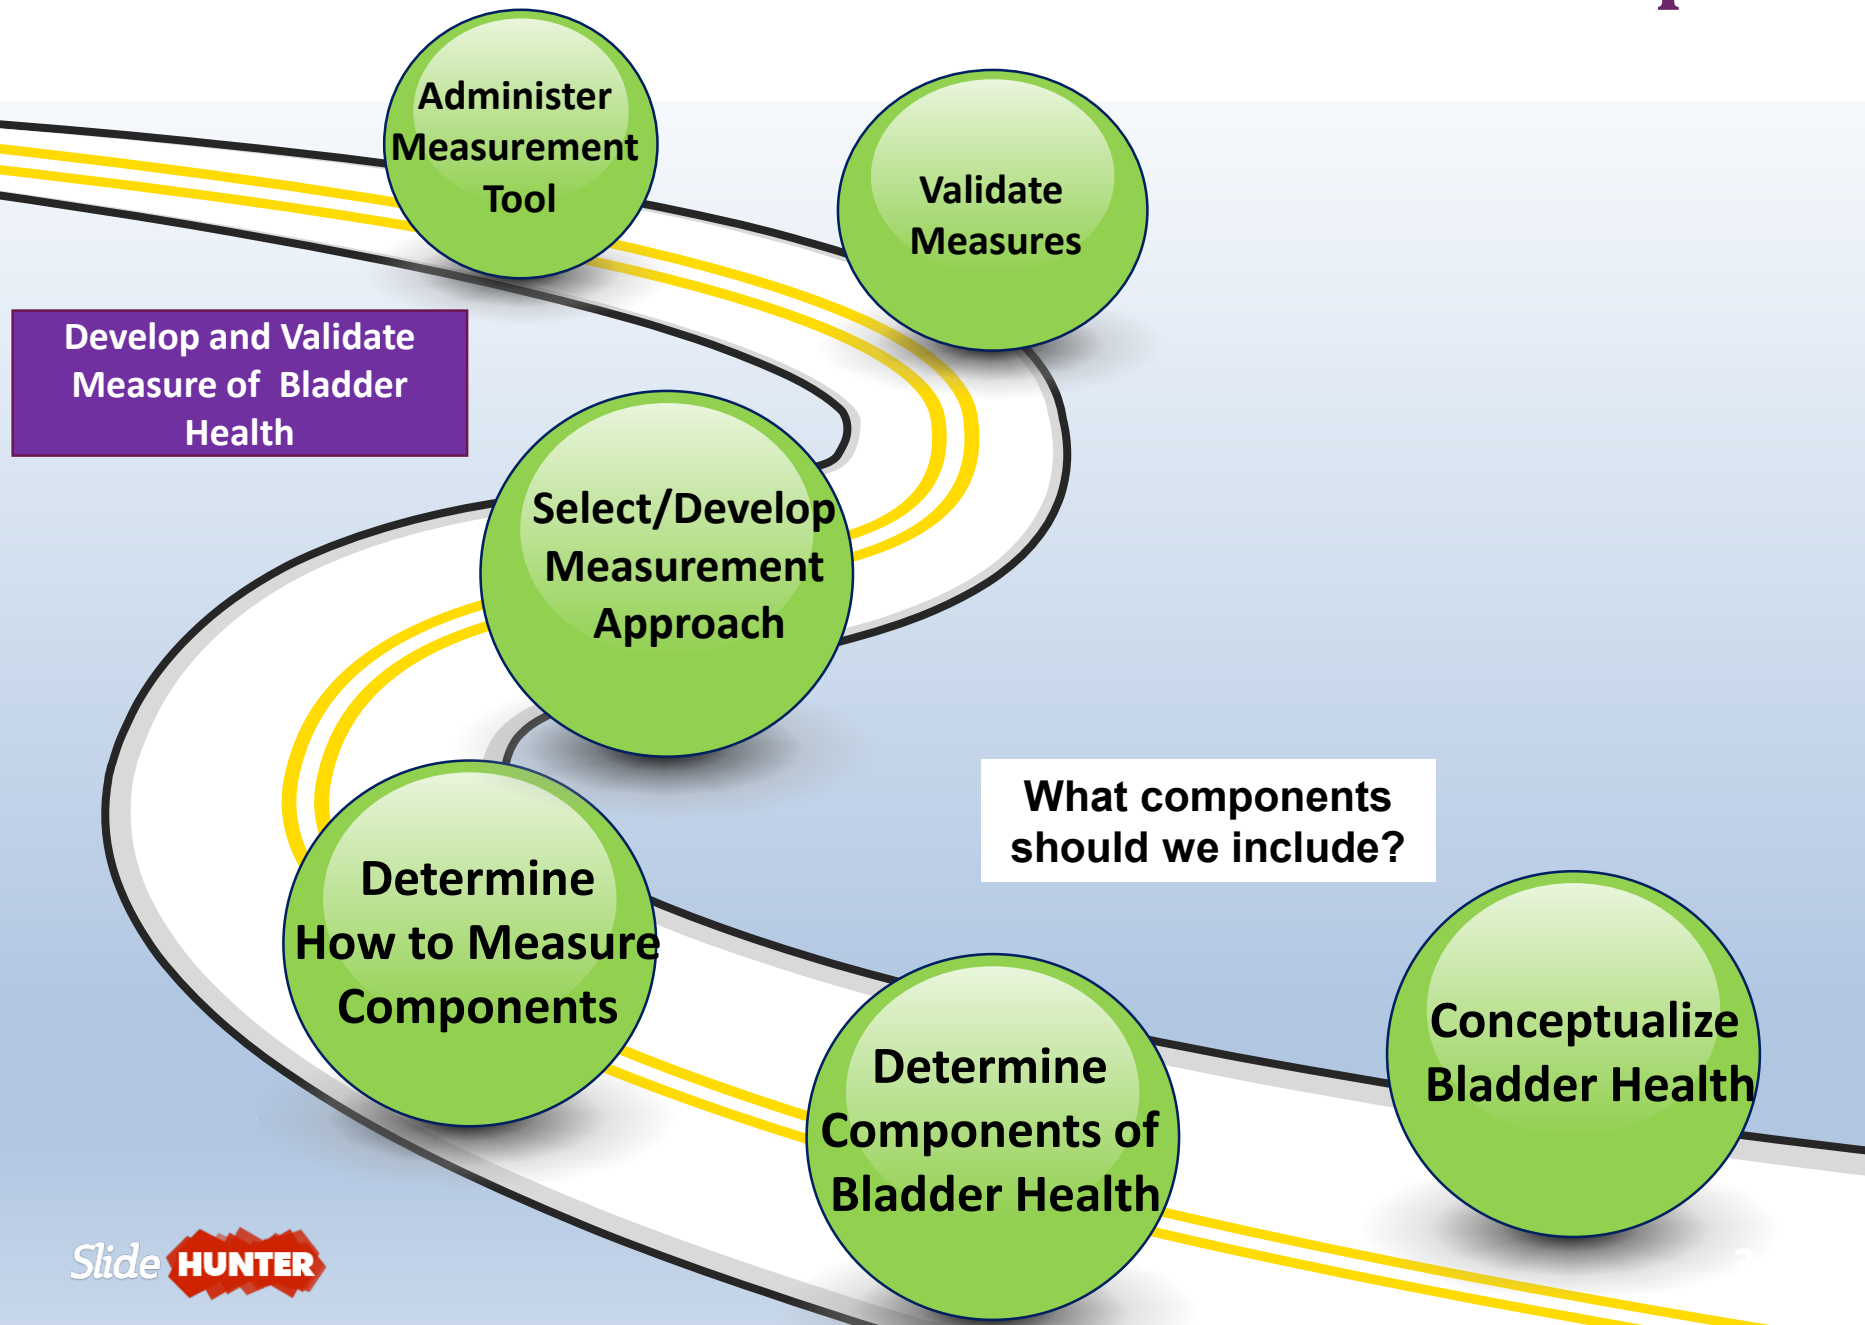 Administer
Measurement
Tool
Validate
Measures
Develop and Validate
Measure of Bladder
Health
Select/Develop
Measurement
Approach
What components
should we include?
Determine
How to Measure
Components
Conceptualize
Bladder Health
Determine
Components of
Bladder Health
Slide HUNTER